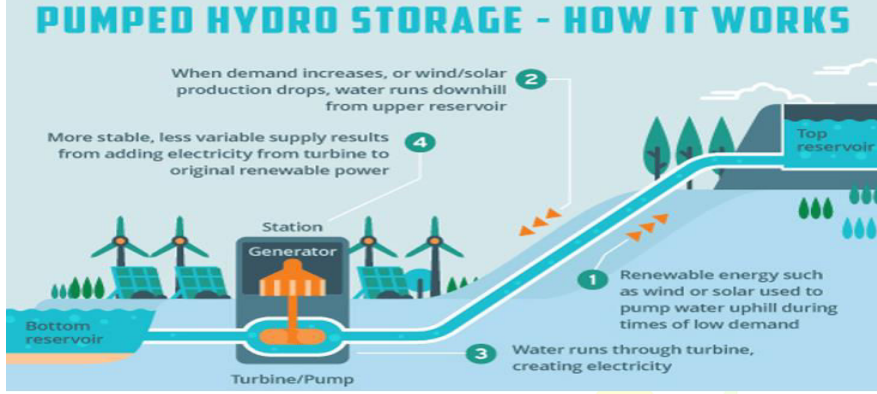 PUMPED HYDRO STORAGE - HOW IT WORKS
When demand increases, or wind/solar
production drops, water runs downhill
from upper reservoir
2
More stable, less variable supply results
from adding electricity from turbine to
original renewable power
4
Top
reservoir
Station
Generator
1
Renewable energy such
as wind or solar used to
pump water uphill during
times of low demand
Bottom
reservoir
3
Water runs through turbine,
creating electricity
Turbine/Pump